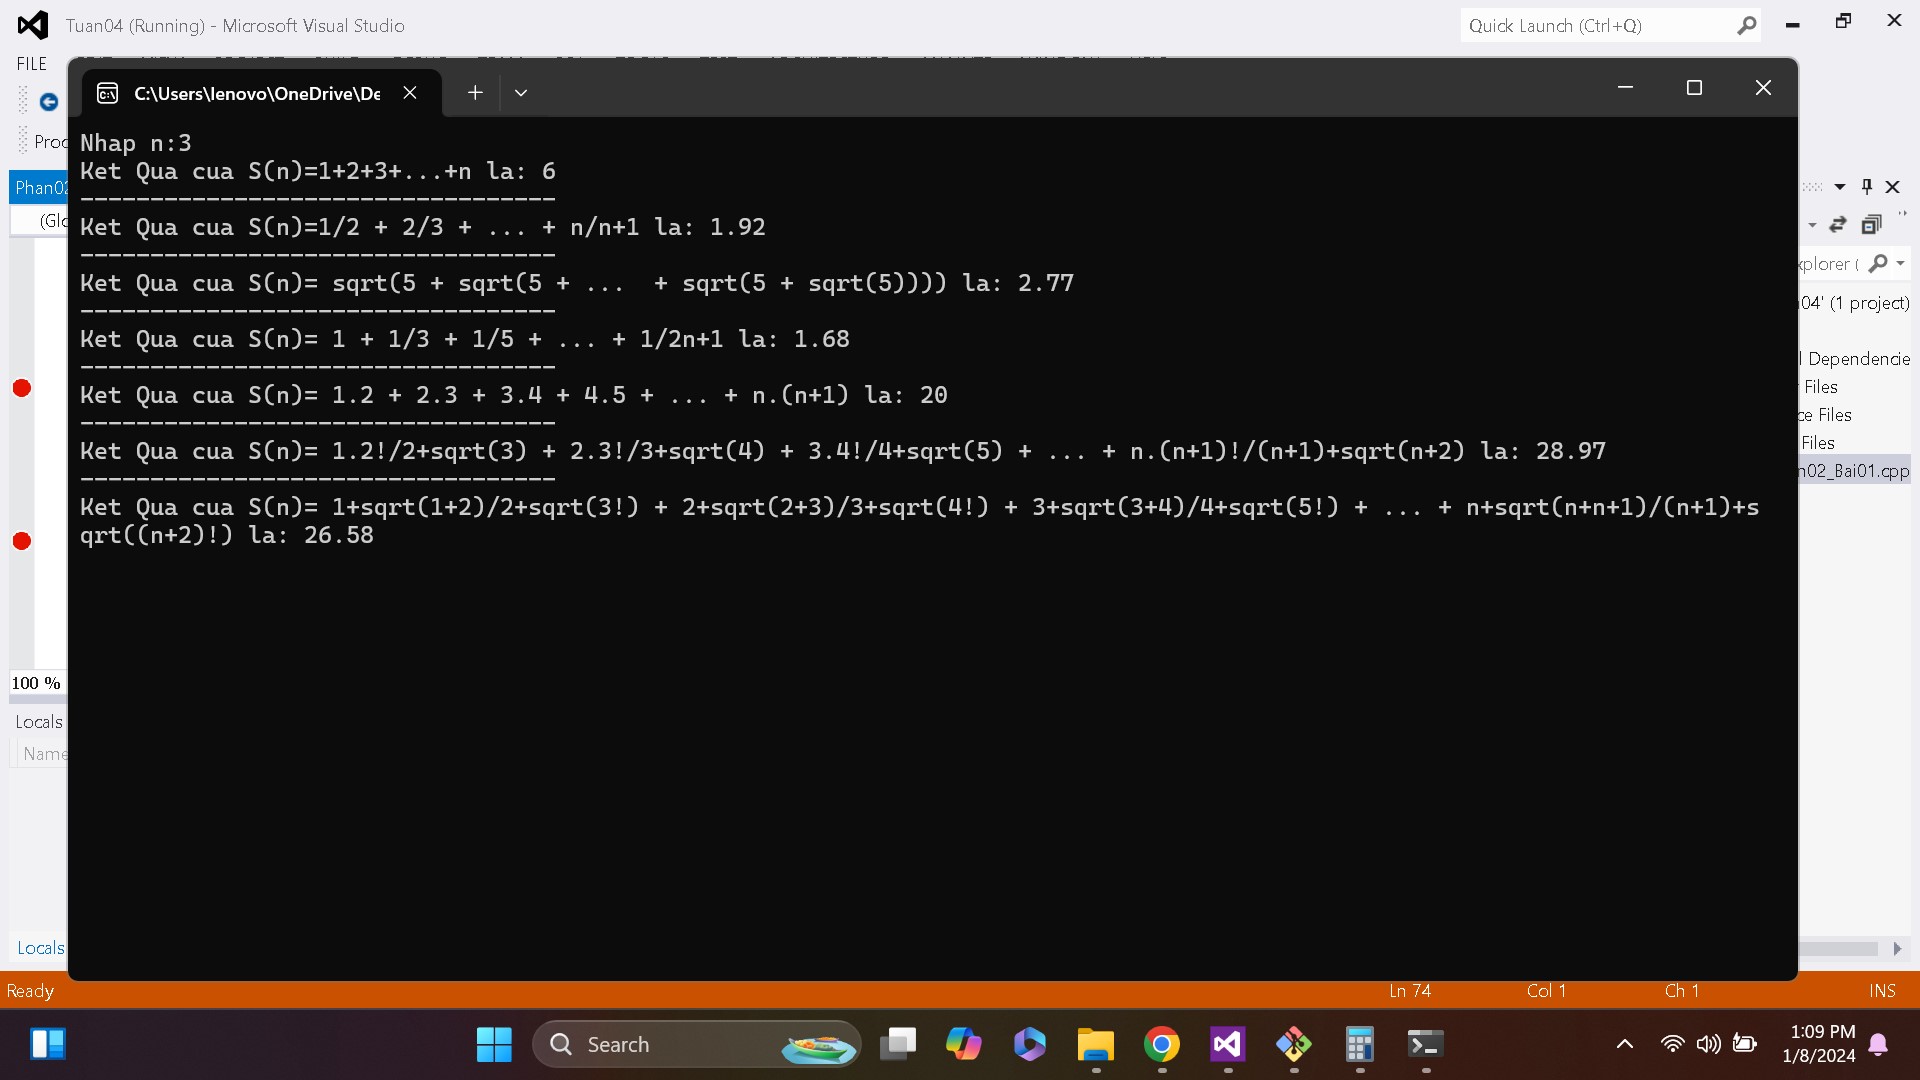 Tuan04 (Running) - Microsoft Visual Studio
Quick Launch (Ctrl+Q)
FILE
C:\Users\lenovo\OneDrive\De
Nhap n:3
Ket Qua cua S(n)=1+2+3+...+n la: 6
----------------------------------
Ket Qua cua S(n)=1/2 + 2/3 + ... + n/n+1 la: 1.92
----------------------------------
Ket Qua cua S(n)= sqrt(5 + sqrt(5 + ...  + sqrt(5 + sqrt(5)))) la: 2.77
----------------------------------
Ket Qua cua S(n)= 1 + 1/3 + 1/5 + ... + 1/2n+1 la: 1.68
----------------------------------
Ket Qua cua S(n)= 1.2 + 2.3 + 3.4 + 4.5 + ... + n.(n+1) la: 20
----------------------------------
Ket Qua cua S(n)= 1.2!/2+sqrt(3) + 2.3!/3+sqrt(4) + 3.4!/4+sqrt(5) + ... + n.(n+1)!/(n+1)+sqrt(n+2) la: 28.97
----------------------------------
Ket Qua cua S(n)= 1+sqrt(1+2)/2+sqrt(3!) + 2+sqrt(2+3)/3+sqrt(4!) + 3+sqrt(3+4)/4+sqrt(5!) + ... + n+sqrt(n+n+1)/(n+1)+s
qrt((n+2)!) la: 26.58
Proc
Phan02
(Glo
100 %
Locals
Name
Locals
xplorer (
04' (1 project)
l Dependencie
Files
ce Files
Files
n02_Bai01.cpp
Ready
Ln 74
Col 1
Ch 1
INS
Search
1:09 PM
1/8/2024